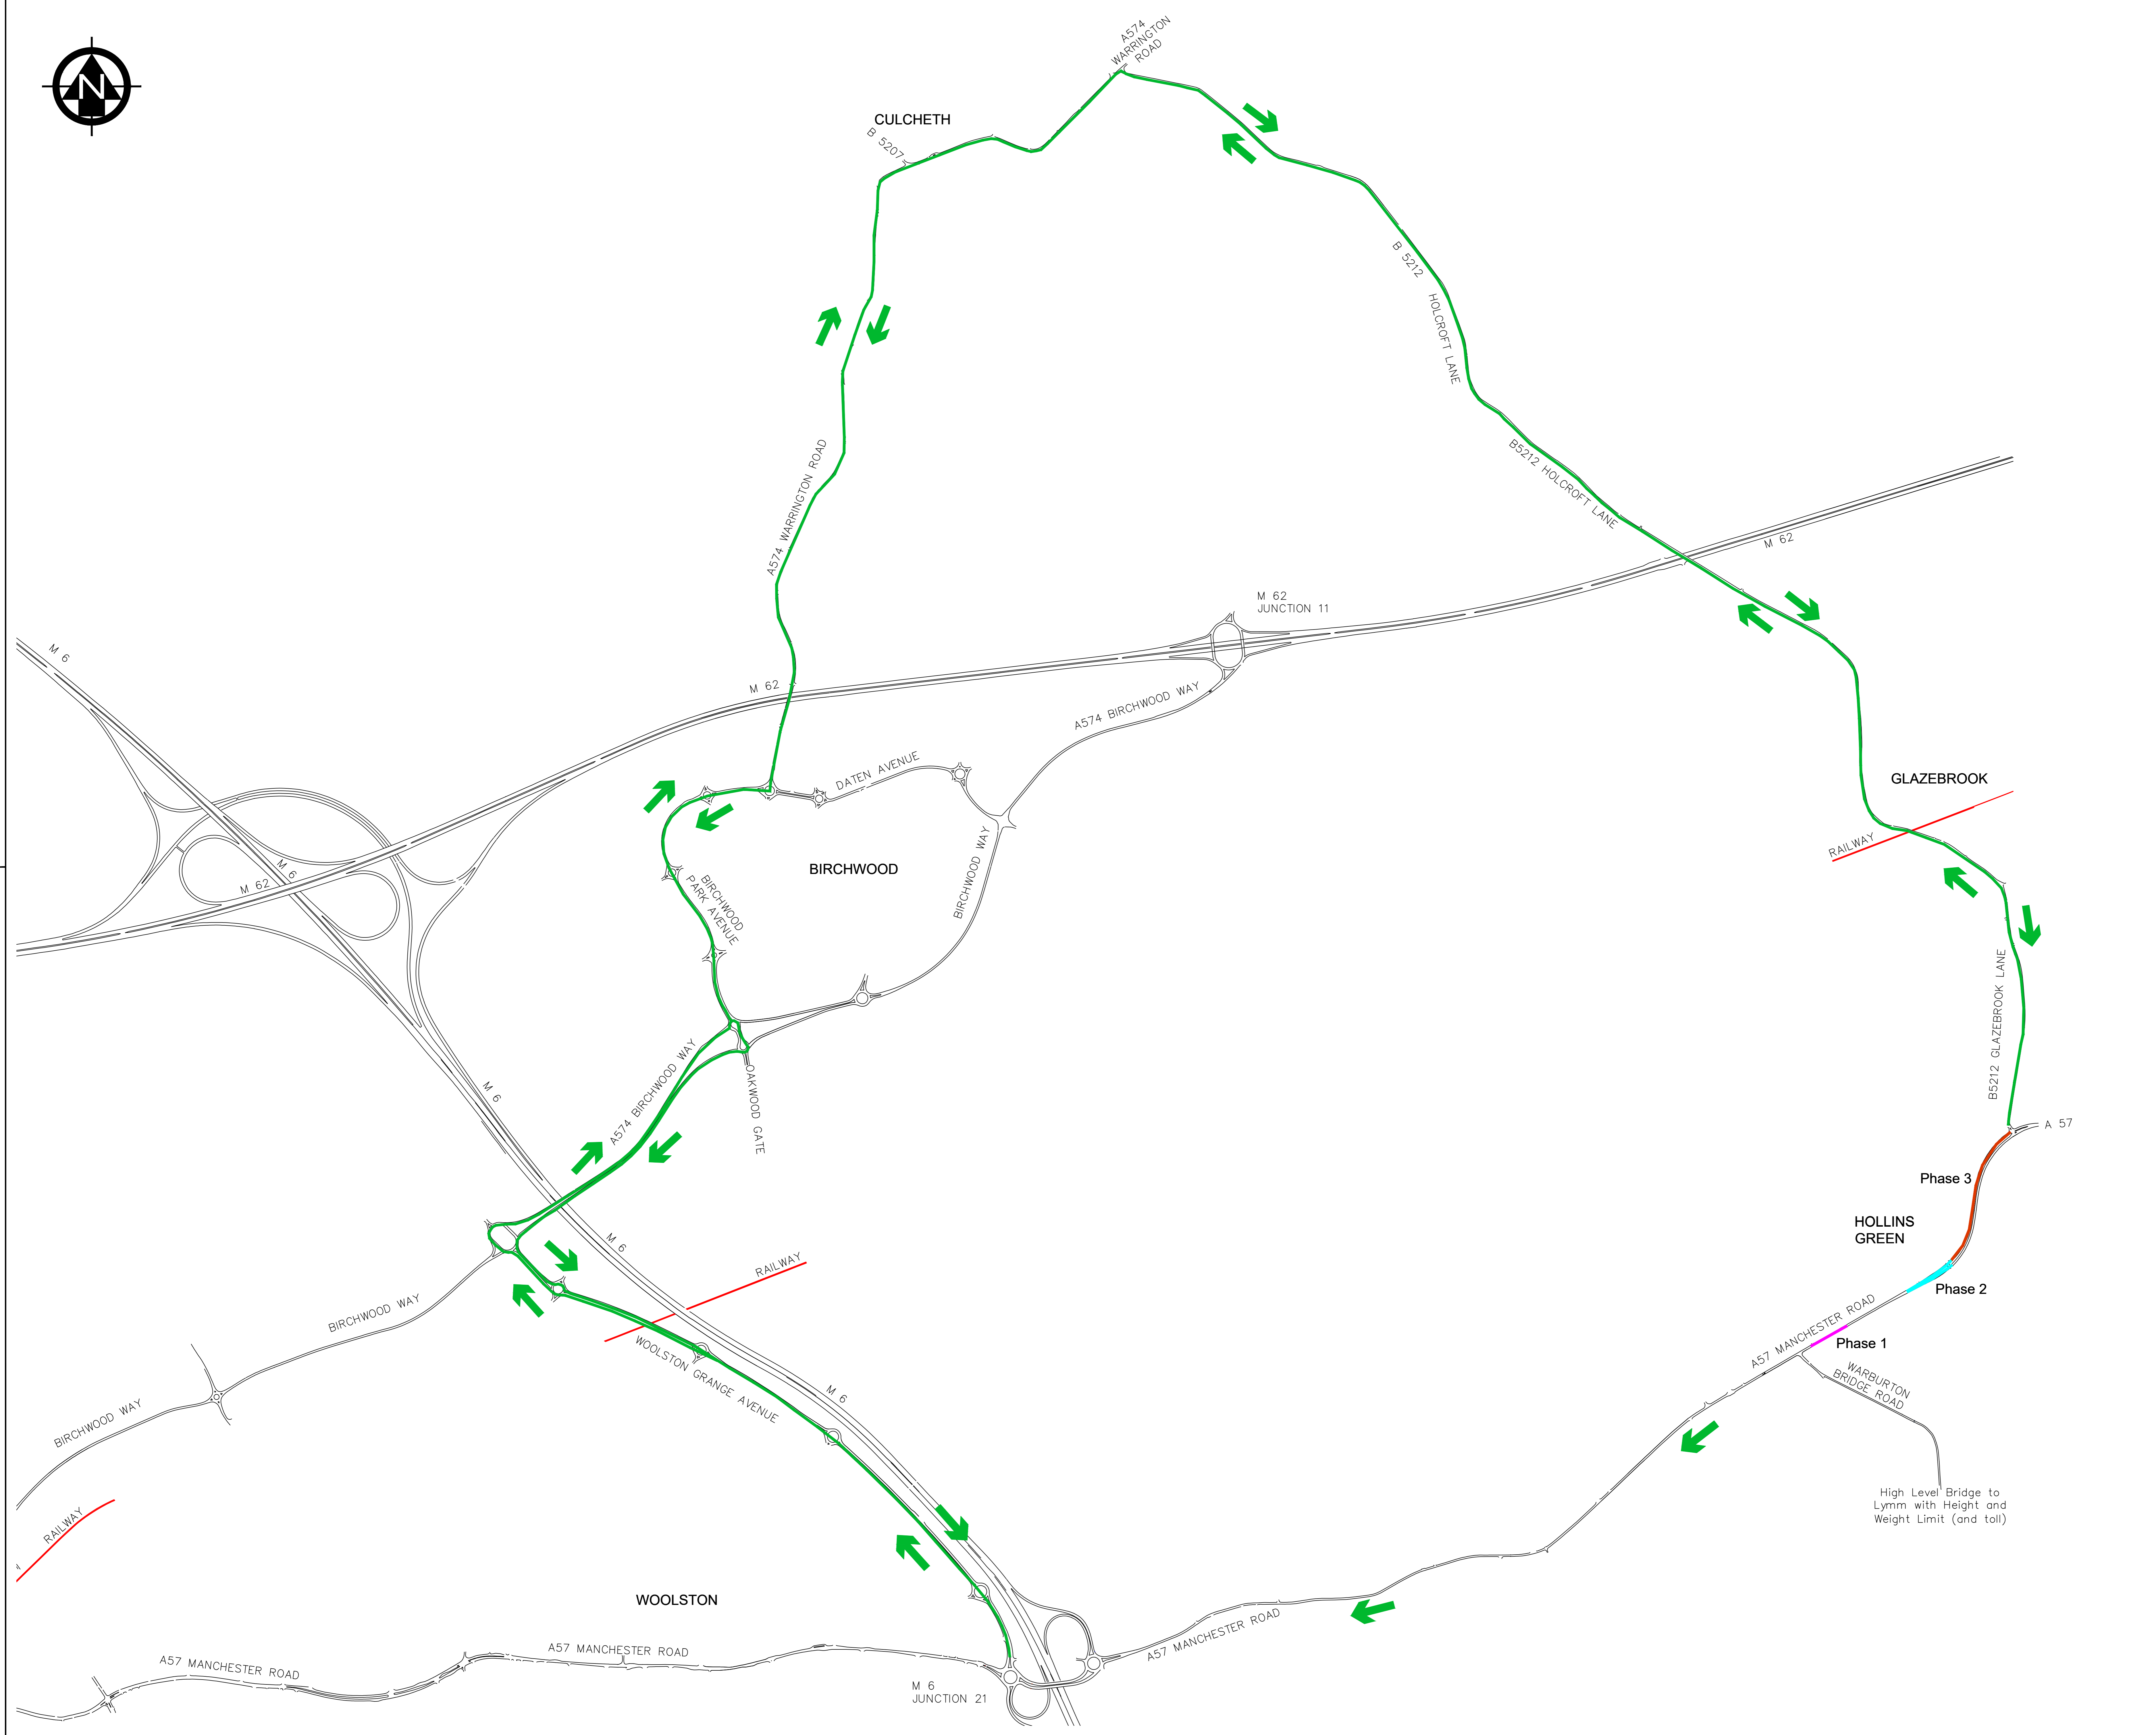 N
A574
WARRINGTON
ROAD
CULCHETH
B 5207
B 5212
HOLCROFT LANE
B5212 HOLCROFT LANE
A574 WARRINGTON ROAD
M 62
M 62
JUNCTION 11
M 6
M 62
A574 BIRCHWOOD WAY
DATEN AVENUE
GLAZEBROOK
RAILWAY
BIRCHWOOD
BIRCHWOOD
PARK AVENUE
BIRCHWOOD WAY
M 6
M 62
B5212 GLAZEBROOK LANE
A574 BIRCHWOOD WAY
OAKWOOD GATE
M 6
A 57
Phase 3
HOLLINS
GREEN
Phase 2
M 6
RAILWAY
BIRCHWOOD WAY
A57 MANCHESTER ROAD
Phase 1
WOOLSTON GRANGE AVENUE
WARBURTON
BRIDGE ROAD
M 6
BIRCHWOOD WAY
RAILWAY
High Level Bridge to
Lymm with Height and
Weight Limit (and toll)
WOOLSTON
A57 MANCHESTER ROAD
A57 MANCHESTER ROAD
A57 MANCHESTER ROAD
M 6
JUNCTION 21